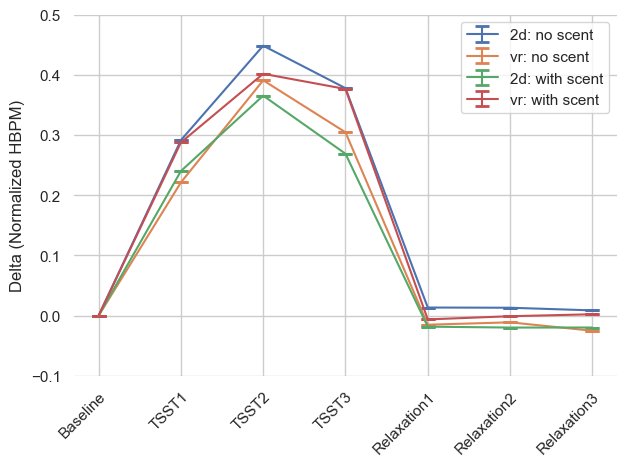 0.5
0.4
0.3
0.2
0.1
0.0
−0.1
Delta (Normalized HBPM)
2d: no scent
vr: no scent
2d: with scent
vr: with scent
Baseline
TSST1
TSST2
TSST3
Relaxation1
Relaxation2
Relaxation3